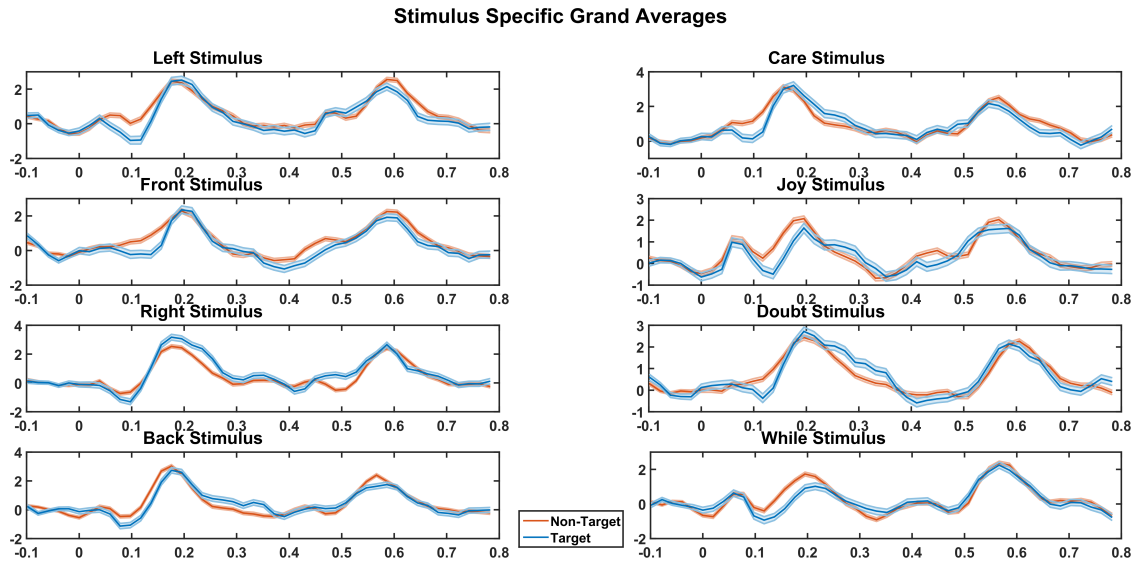 Stimulus Specific Grand Averages
Left Stimulus
2
0
-2
-0.1 0 0.1 0.2 0.3 0.4 0.5 0.6 0.7 0.8
Care Stimulus
4
2
0
-0.1 0 0.1 0.2 0.3 0.4 0.5 0.6 0.7 0.8
Front Stimulus
2
0
-2
-0.1 0 0.1 0.2 0.3 0.4 0.5 0.6 0.7 0.8
Joy Stimulus
3
2
1
0
-1
-0.1 0 0.1 0.2 0.3 0.4 0.5 0.6 0.7 0.8
Right Stimulus
4
2
0
-2
-0.1 0 0.1 0.2 0.3 0.4 0.5 0.6 0.7 0.8
Doubt Stimulus
3
2
1
0
-1
-0.1 0 0.1 0.2 0.3 0.4 0.5 0.6 0.7 0.8
Back Stimulus
4
2
0
-2
-0.1 0 0.1 0.2 0.3 0.4 0.5 0.6 0.7 0.8
While Stimulus
2
0
-2
-0.1 0 0.1 0.2 0.3 0.4 0.5 0.6 0.7 0.8
Non-Target
Target